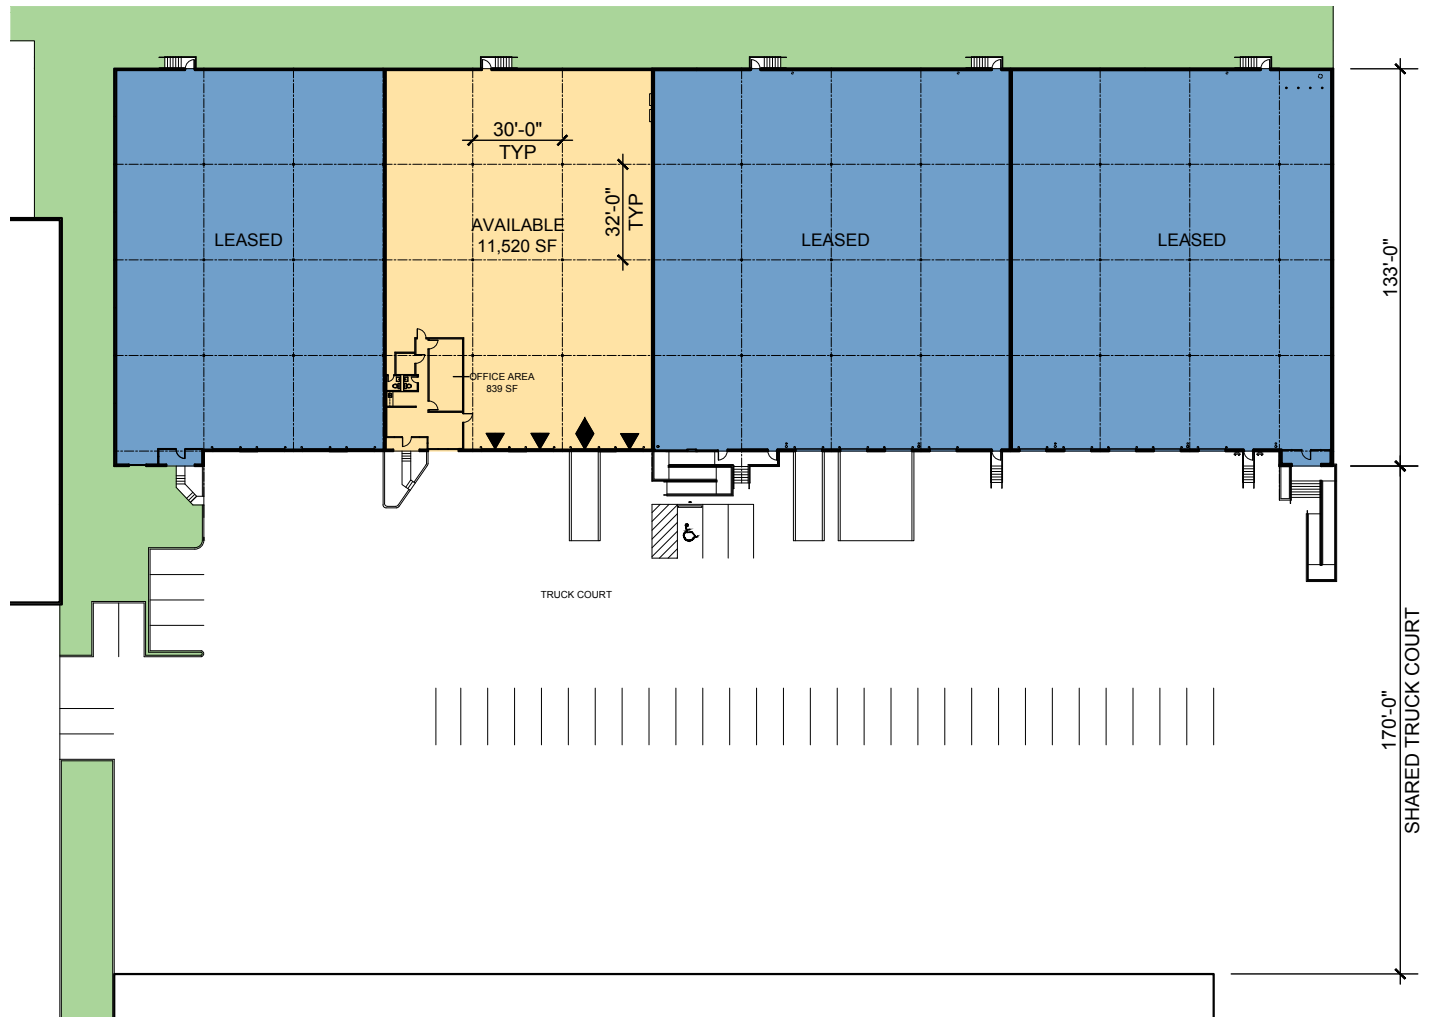 30'-0"
TYP
32'-0"
TYP
LEASED
AVAILABLE
11,520 SF
LEASED
LEASED
133'-0"
OFFICE AREA
839 SF
TRUCK COURT
170'-0"
SHARED TRUCK COURT